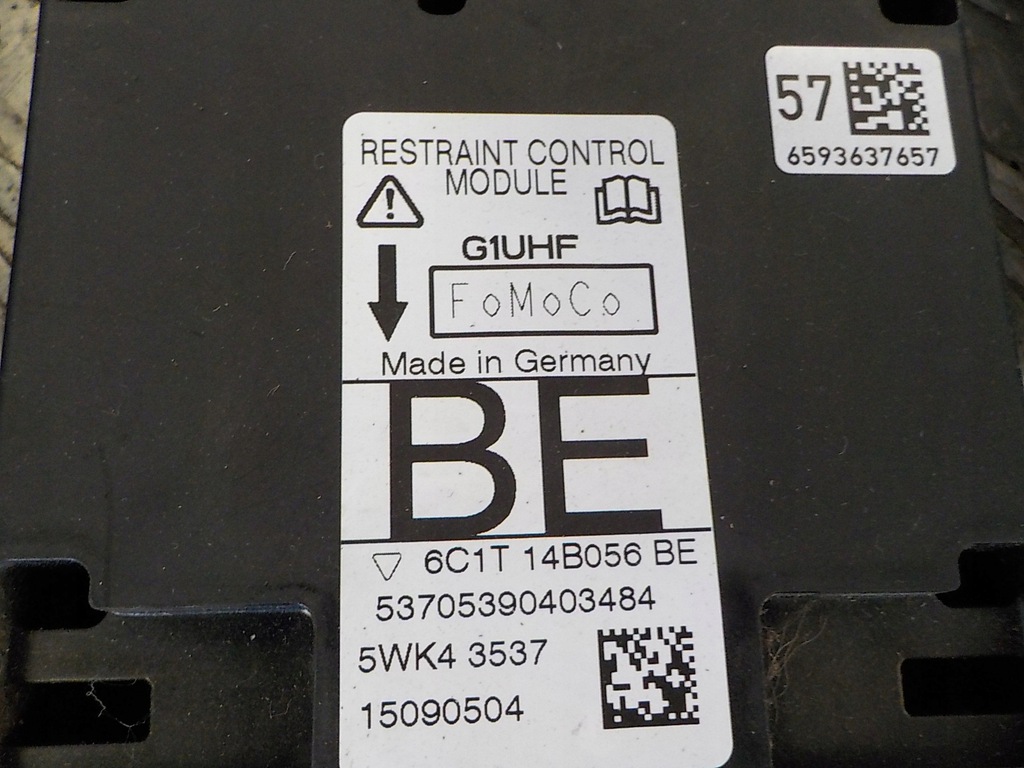 57
6593637657
RESTRAINT CONTROL
MODULE
G1UHF
FoMoCo
Made in Germany
BE
6C1T 14B056 BE
53705390403484
5WK4 3537
15090504